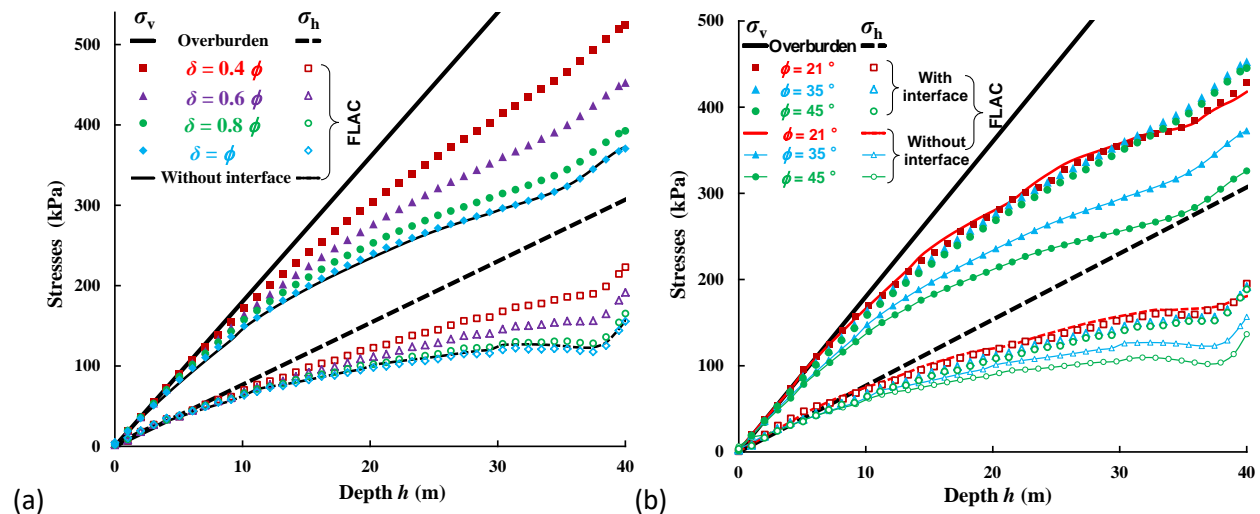 σv σh
Overburden
δ = 0.4 ϕ
δ = 0.6 ϕ
δ = 0.8 ϕ
δ = ϕ
Without interface
FLAC
Stresses (kPa)
500
400
300
200
100
0
0 10 20 30 40
Depth h (m)
(a)
σv σh
Overburden
ϕ = 21 °
ϕ = 35 °
ϕ = 45 °
With
interface
ϕ = 21 °
ϕ = 35 °
ϕ = 45 °
Without
interface
FLAC
Stresses (kPa)
500
400
300
200
100
0
0 10 20 30 40
Depth h (m)
(b)